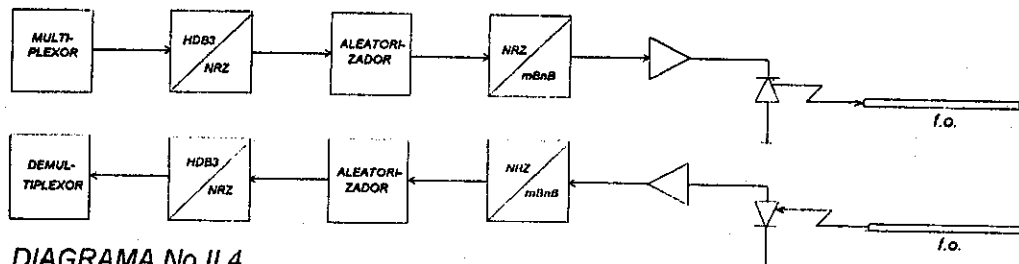 MULTI-
PLEXOR
HDB3
NRZ
ALEATORI-
ZADOR
NRZ
mBnB
f.o.
DEMUL-
TIPLEXOR
HDB3
NRZ
ALEATORI-
ZADOR
NRZ
mBnB
f.o.
DIAGRAMA No.II.4